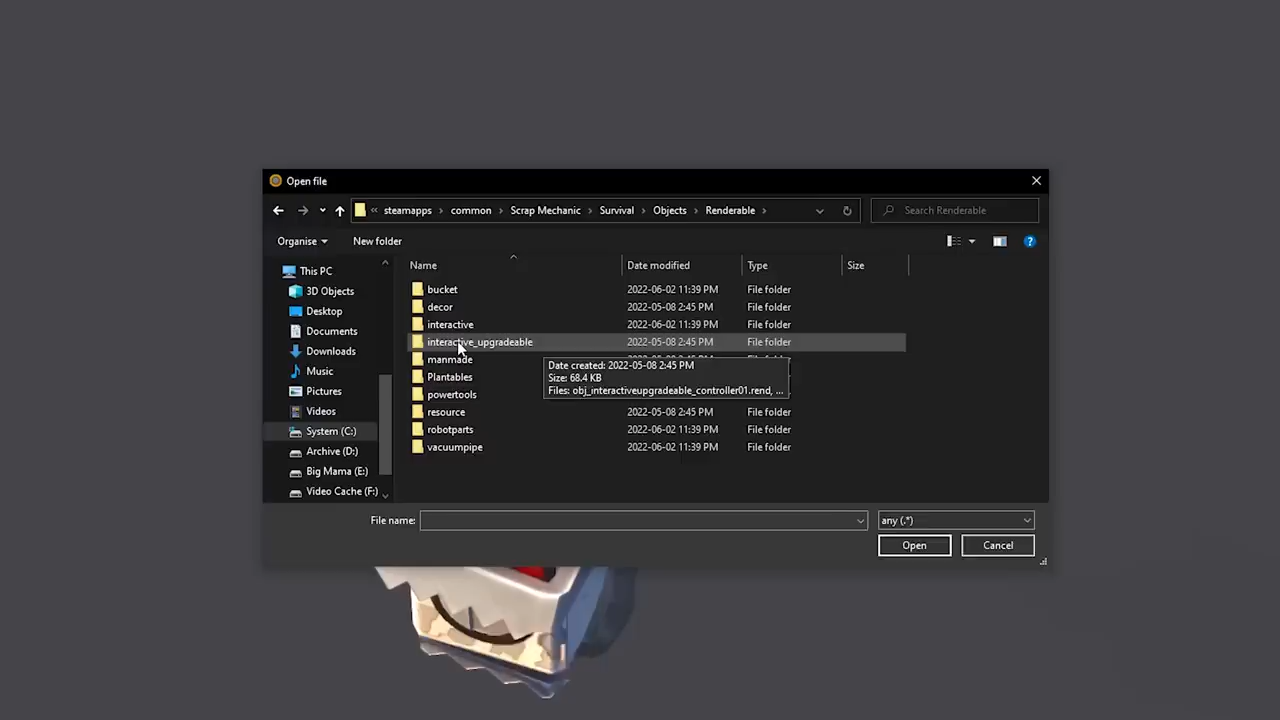 Open file
« steamapps › common › Scrap Mechanic › Survival › Objects › Renderable ›
Search Renderable
Organise New folder
This PC
3D Objects
Desktop
Documents
Downloads
Music
Pictures
Videos
System (C:)
Archive (D:)
Big Mama (E:)
Video Cache (F:)
Name Date modified Type Size
bucket 2022-06-02 11:39 PM File folder
decor 2022-05-08 2:45 PM File folder
interactive 2022-06-02 11:39 PM File folder
interactive_upgradeable 2022-05-08 2:45 PM File folder
manmade File folder
Plantables
powertools
resource 2022-05-08 2:45 PM File folder
robotparts 2022-06-02 11:39 PM File folder
vacuumpipe 2022-06-02 11:39 PM File folder
Date created: 2022-05-08 2:45 PM
Size: 68.4 KB
Files: obj_interactiveupgradeable_controller01.rend, ...
File name:
any (.*)
Open Cancel